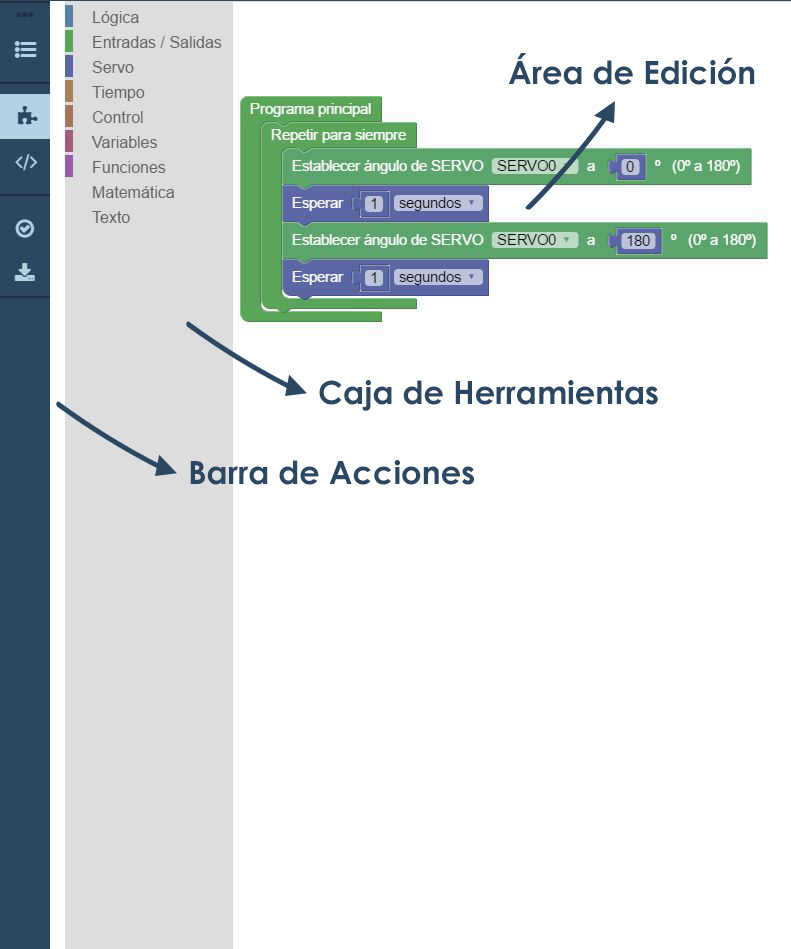 Lógica
Entradas / Salidas
Servo
Tiempo
Control
Variables
Funciones
Matemática
Texto
Área de Edición
Programa principal
Repetir para siempre
Establecer ángulo de SERVO SERVO0 a 0 º (0º a 180º)
Esperar 1 segundos
Establecer ángulo de SERVO SERVO0 a 180 º (0º a 180º)
Esperar 1 segundos
Caja de Herramientas
Barra de Acciones